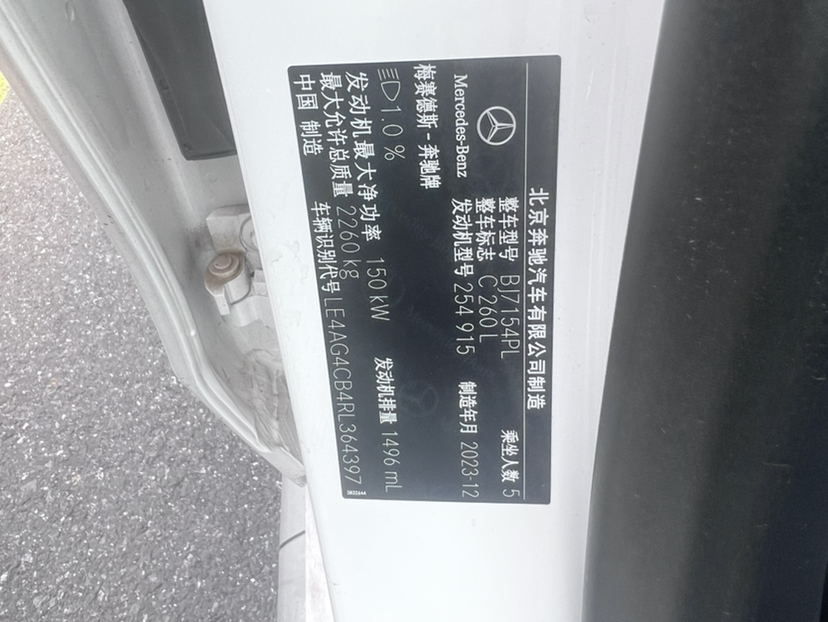 北京奔驰汽车有限公司制造
整车型号 BJ7154PL 乘坐人数 5
整车标志 C 260 L
Mercedes-Benz 发动机型号 254 915 制造年月 2023-12
梅赛德斯-奔驰牌
1.0 % 发动机排量 1496 mL
发动机最大净功率 150 kW
最大允许总质量 2260 kg
中国 制造 车辆识别代号 LE4AG4CB4RL364397